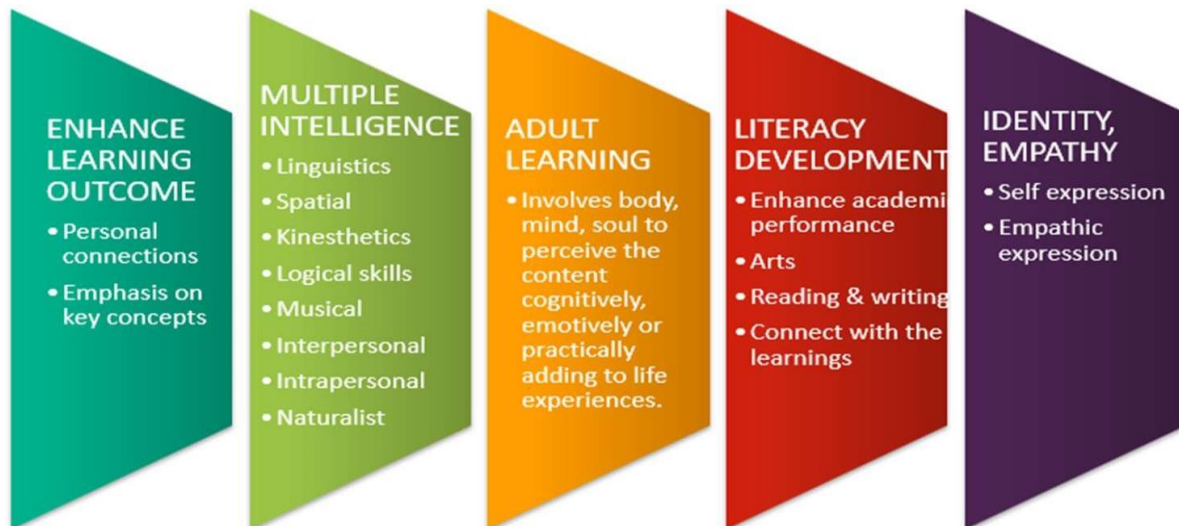 ENHANCE
LEARNING
OUTCOME
• Personal
connections
• Emphasis on
key concepts
MULTIPLE
INTELLIGENCE
• Linguistics
• Spatial
• Kinesthetics
• Logical skills
• Musical
• Interpersonal
• Intrapersonal
• Naturalist
ADULT
LEARNING
• Involves body,
mind, soul to
perceive the
content
cognitively,
emotively or
practically
adding to life
experiences.
LITERACY
DEVELOPMENT
• Enhance academic
performance
• Arts
• Reading & writing
• Connect with the
learnings
IDENTITY,
EMPATHY
• Self expression
• Empathic
expression